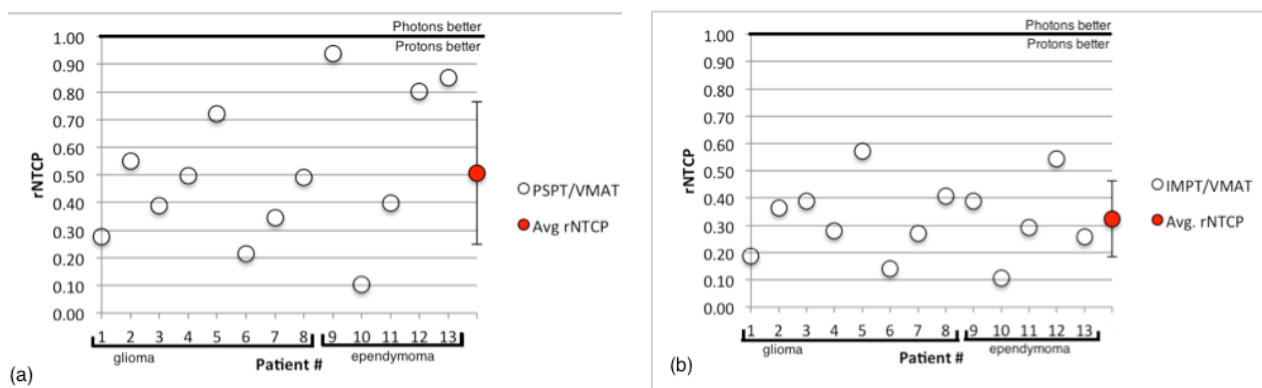 Photons better
Protons better
1.00
0.90
0.80
0.70
0.60
0.50
0.40
0.30
0.20
0.10
0.00
rNTCP
1 2 3 4 5 6 7 8 9 10 11 12 13
glioma
Patient #
ependymoma
PSPT/VMAT
Avg rNTCP
(a)
Photons better
Protons better
1.00
0.90
0.80
0.70
0.60
0.50
0.40
0.30
0.20
0.10
0.00
rNTCP
1 2 3 4 5 6 7 8 9 10 11 12 13
glioma
Patient #
ependymoma
IMPT/VMAT
Avg. rNTCP
(b)